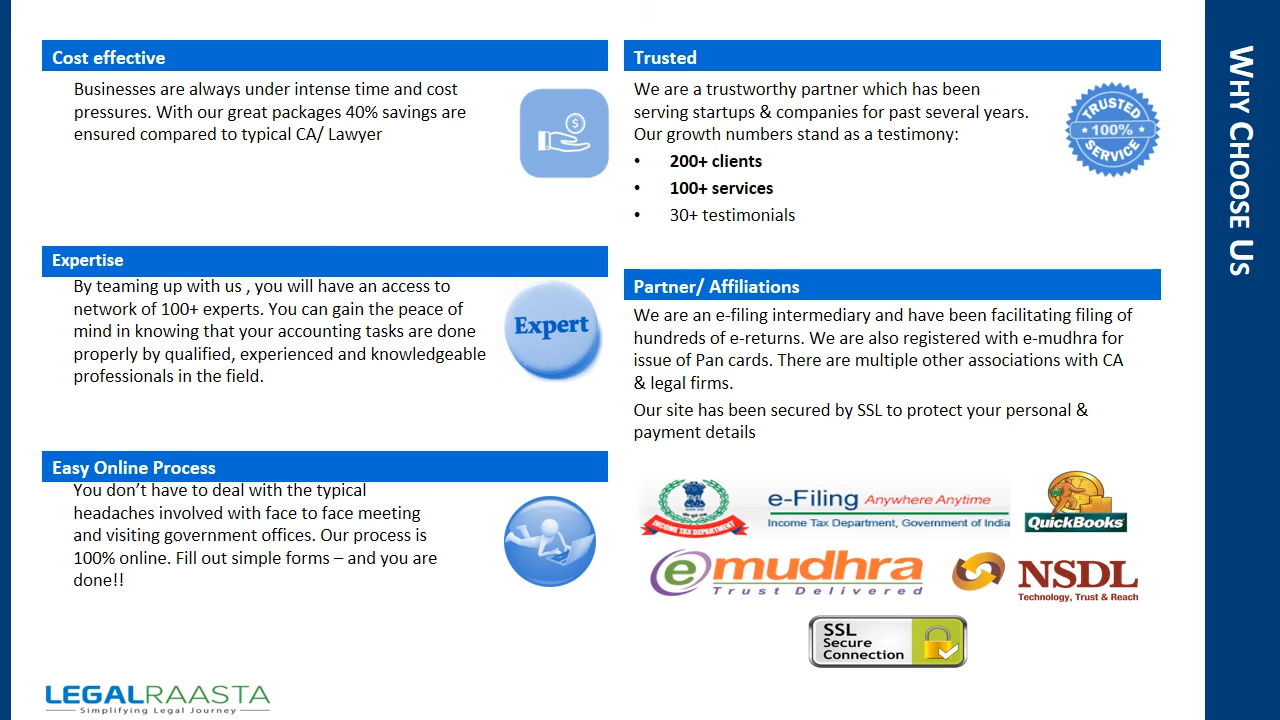 Cost effective
Businesses are always under intense time and cost
pressures. With our great packages 40% savings are
ensured compared to typical CA/ Lawyer
$
Expertise
By teaming up with us , you will have an access to
network of 100+ experts. You can gain the peace of
mind in knowing that your accounting tasks are done
properly by qualified, experienced and knowledgeable
professionals in the field.
Expert
Easy Online Process
You don’t have to deal with the typical
headaches involved with face to face meeting
and visiting government offices. Our process is
100% online. Fill out simple forms – and you are
done!!
Trusted
We are a trustworthy partner which has been
serving startups & companies for past several years.
Our growth numbers stand as a testimony:
• 200+ clients
• 100+ services
• 30+ testimonials
TRUSTED
100%
SERVICE
Partner/ Affiliations
We are an e-filing intermediary and have been facilitating filing of
hundreds of e-returns. We are also registered with e-mudhra for
issue of Pan cards. There are multiple other associations with CA
& legal firms.
Our site has been secured by SSL to protect your personal &
payment details
INCOME TAX DEPARTMENT
e-Filing Anywhere Anytime
Income Tax Department, Government of India
QuickBooks
emudhra
Trust Delivered
NSDL
Technology, Trust & Reach
SSL
Secure
Connection
WHY CHOOSE US
LEGALRAASTA
Simplifying Legal Journey